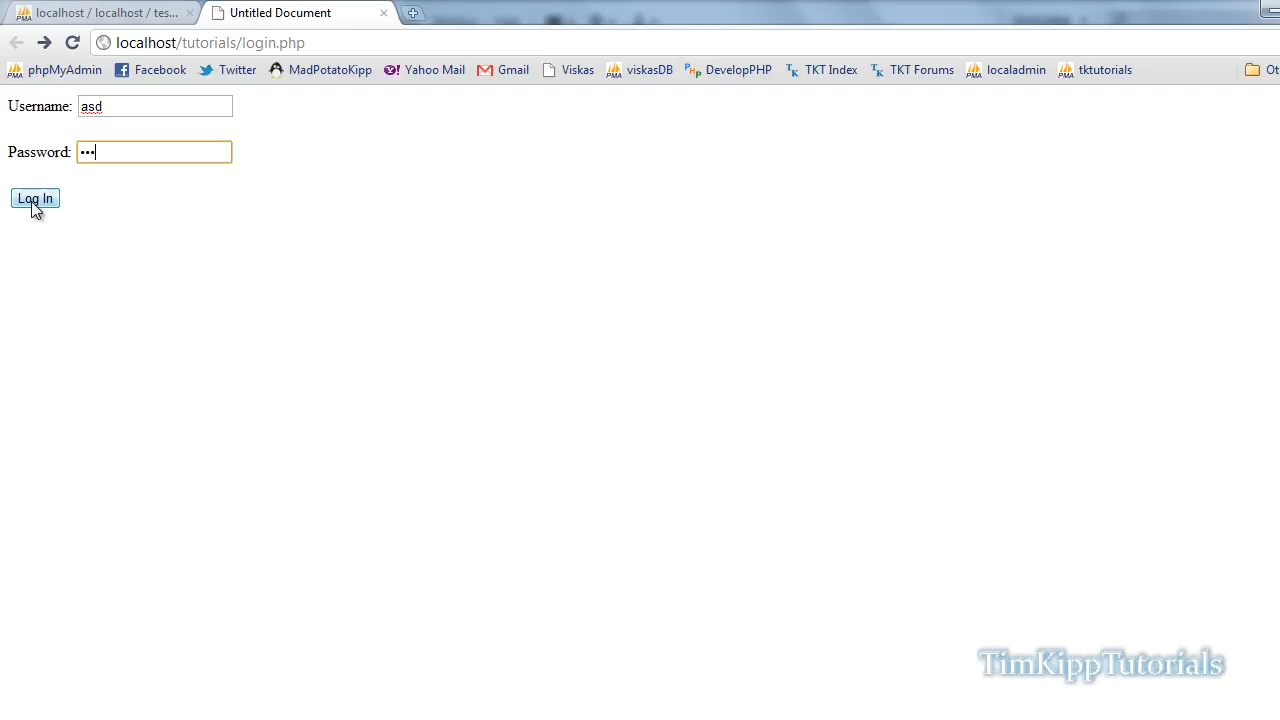 localhost / localhost / tes...
Untitled Document
localhost/tutorials/login.php
phpMyAdmin Facebook Twitter MadPotatoKipp Yahoo Mail Gmail Viskas viskasDB DevelopPHP TKT Index TKT Forums localadmin tktutorials Ot
Username: asd
Password: •••
Log In
TimKippTutorials